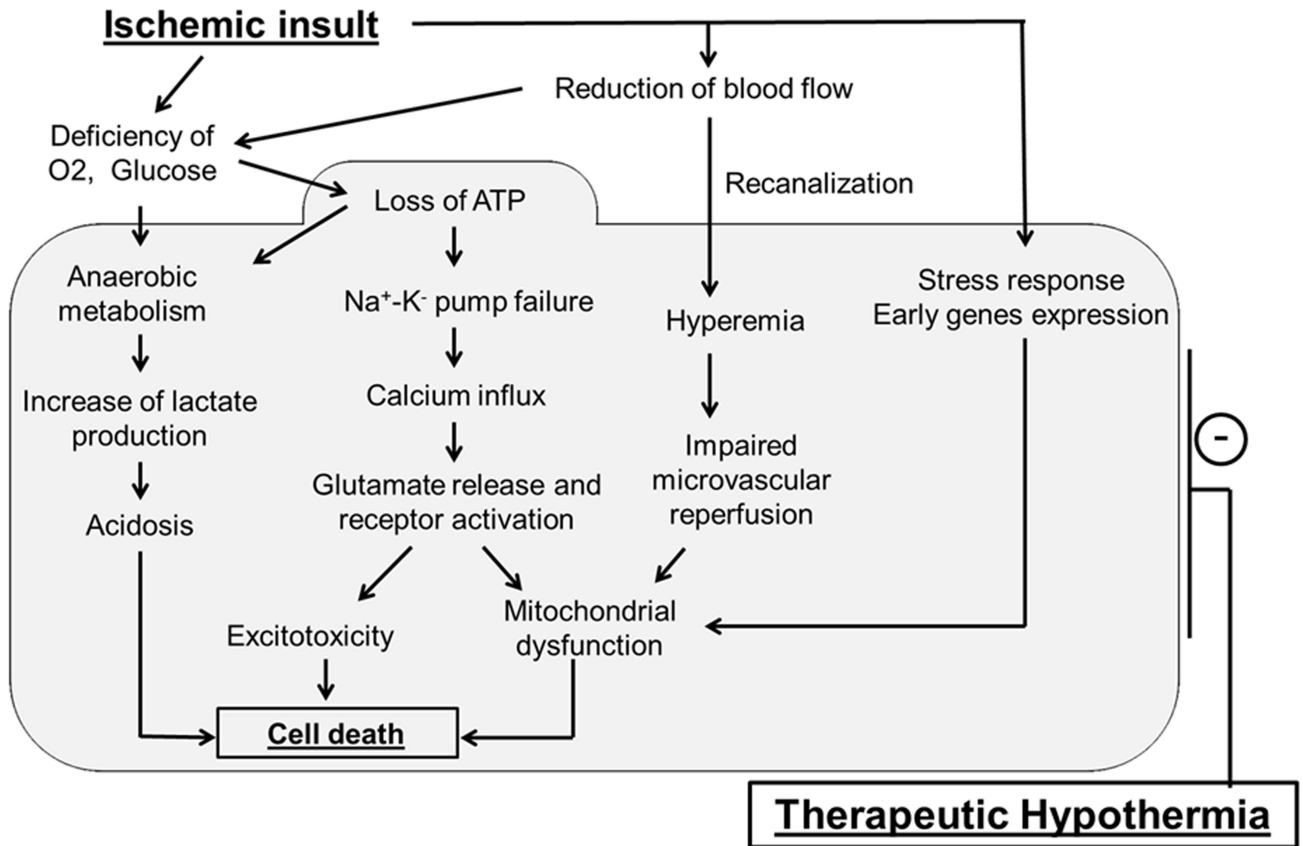 Ischemic insult
Reduction of blood flow
Deficiency of
O2, Glucose
Recanalization
Loss of ATP
Anaerobic
metabolism
Na⁺-K⁻ pump failure
Hyperemia
Stress response
Early genes expression
Increase of lactate
production
Calcium influx
Impaired
microvascular
reperfusion
-
Glutamate release and
receptor activation
Acidosis
Excitotoxicity
Mitochondrial
dysfunction
Cell death
Therapeutic Hypothermia